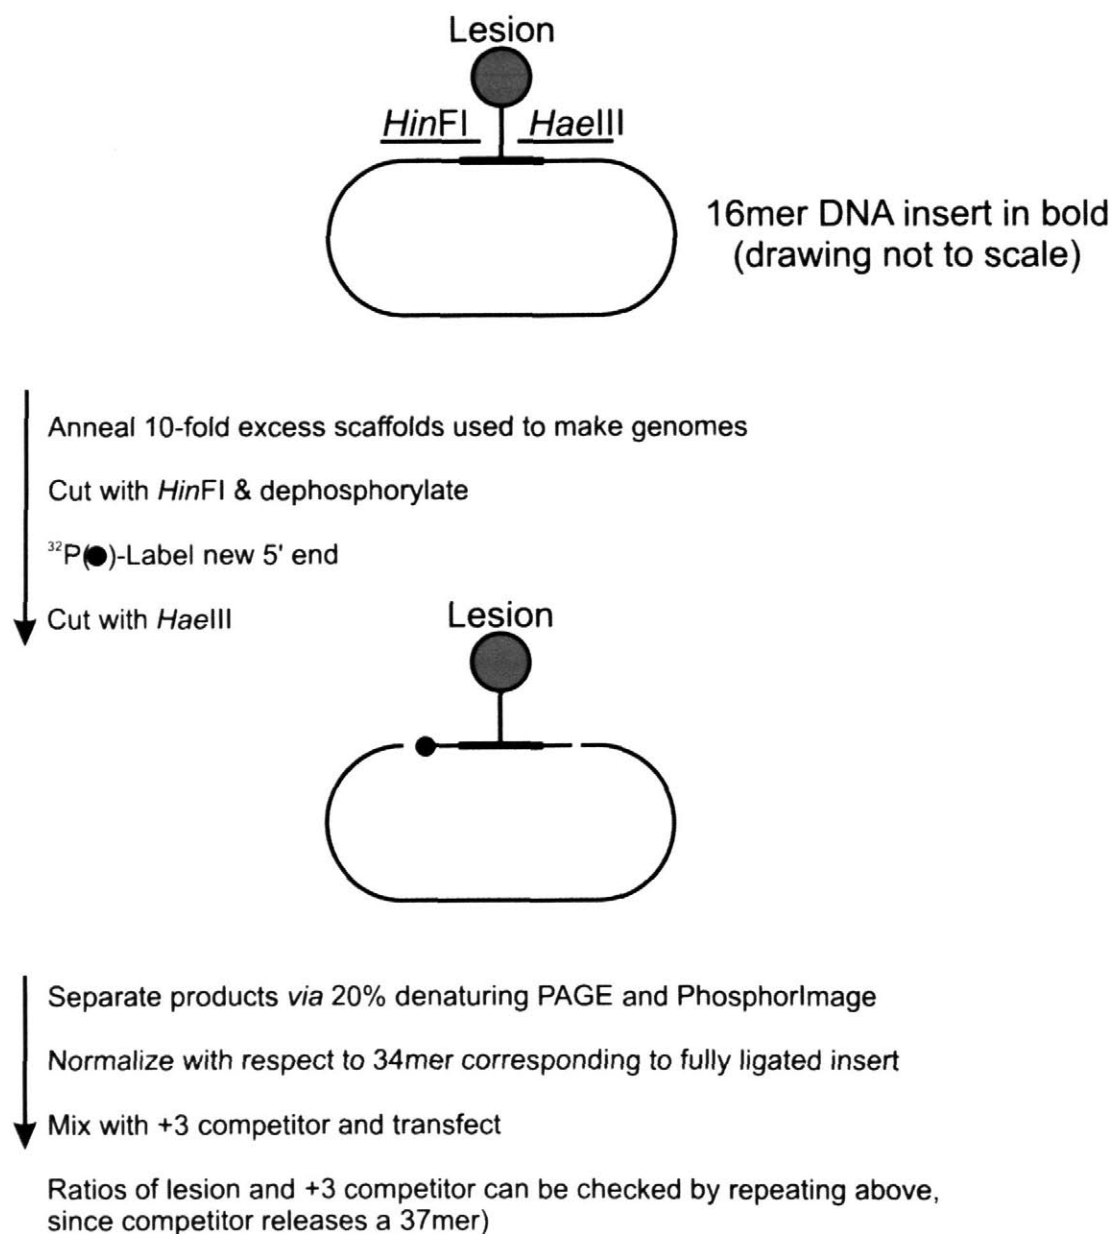 Lesion
HinFI HaeIII
16mer DNA insert in bold
(drawing not to scale)
Anneal 10-fold excess scaffolds used to make genomes
Cut with HinFI & dephosphorylate
32P(●)-Label new 5' end
Cut with HaeIII
Lesion
Separate products via 20% denaturing PAGE and PhosphorImage
Normalize with respect to 34mer corresponding to fully ligated insert
Mix with +3 competitor and transfect
Ratios of lesion and +3 competitor can be checked by repeating above,
since competitor releases a 37mer)